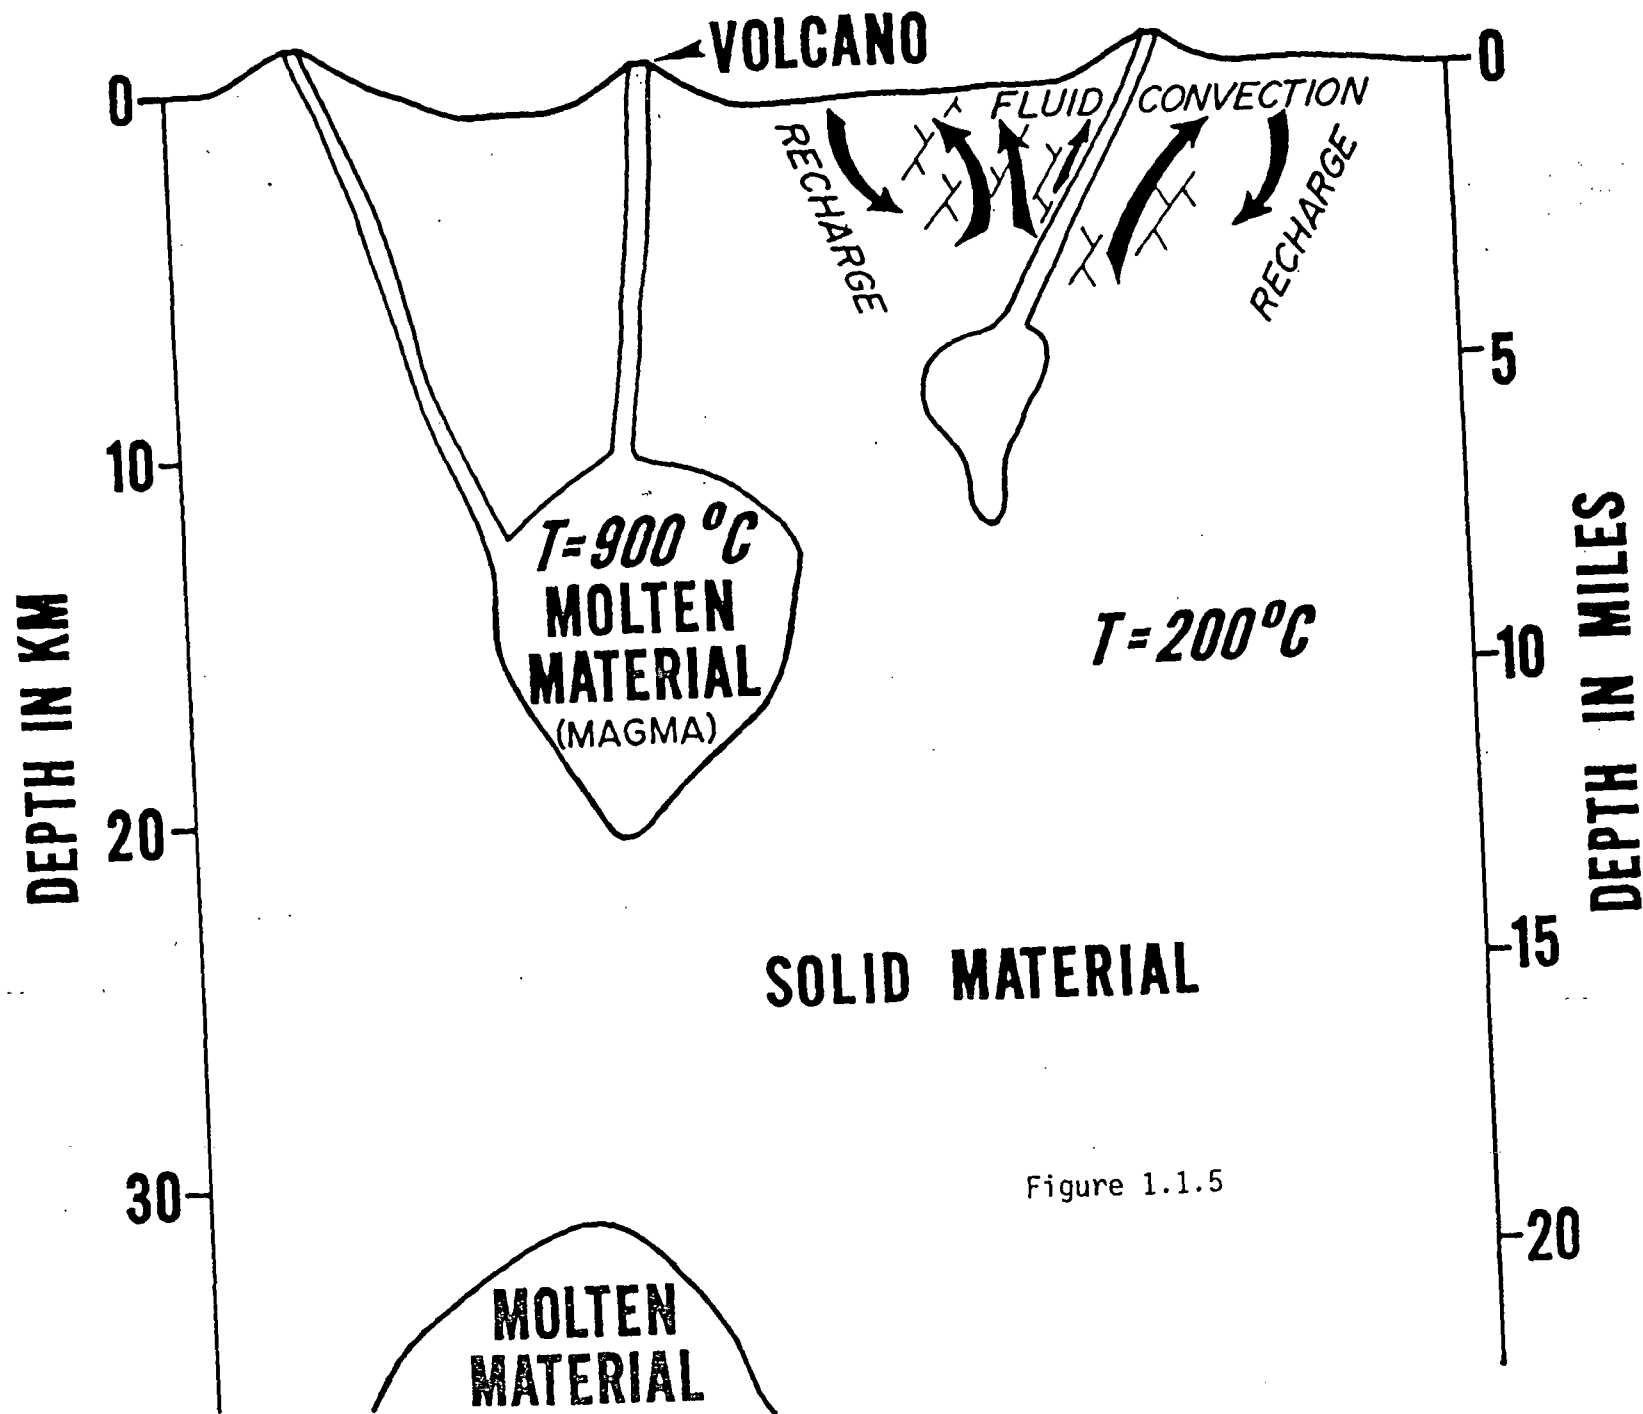 VOLCANO
0
0
FLUID CONVECTION
RECHARGE
RECHARGE
5
10
T=900 °C
MOLTEN
MATERIAL
(MAGMA)
T=200°C
10
DEPTH IN KM
DEPTH IN MILES
20
15
SOLID MATERIAL
30
Figure 1.1.5
20
MOLTEN
MATERIAL